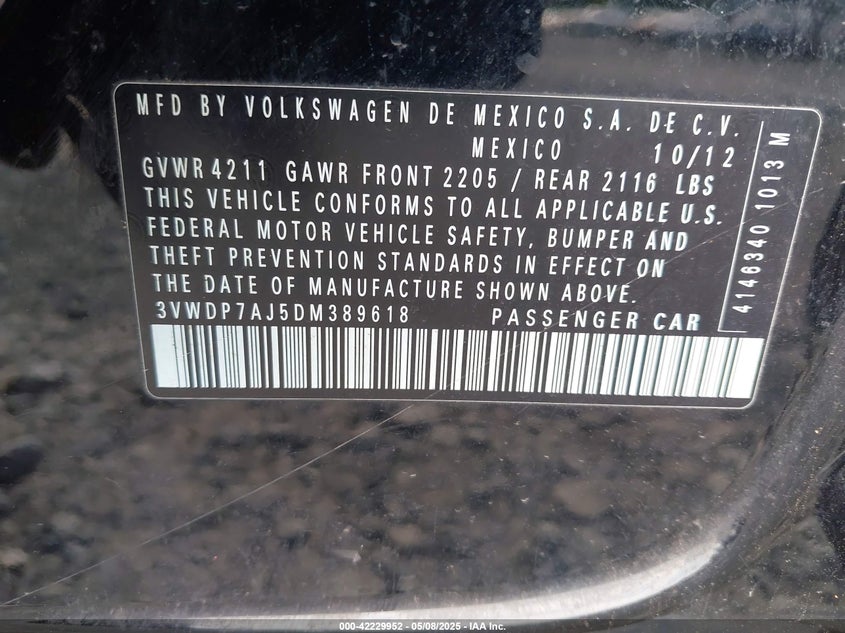 MFD BY VOLKSWAGEN DE MEXICO S.A. DE C.V.
MEXICO 10/12
GVWR 4211 GAWR FRONT 2205 / REAR 2116 LBS
THIS VEHICLE CONFORMS TO ALL APPLICABLE U.S.
FEDERAL MOTOR VEHICLE SAFETY, BUMPER AND
THEFT PREVENTION STANDARDS IN EFFECT ON
THE DATE OF MANUFACTURE SHOWN ABOVE.
3VWDP7AJ5DM389618 PASSENGER CAR
4146340 1013 M
000-42229952 - 05/08/2025 - IAA Inc.